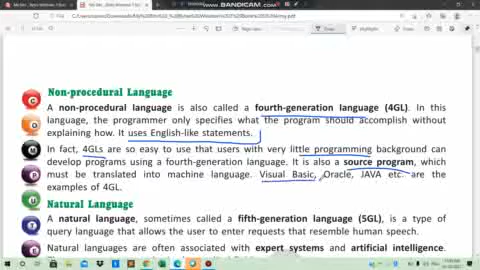 www.BANDICAM.com
Non-procedural Language
A non-procedural language is also called a fourth-generation language (4GL). In this
language, the programmer only specifies what the program should accomplish without
explaining how. It uses English-like statements.
In fact, 4GLs are so easy to use that users with very little programming background can
develop programs using a fourth-generation language. It is also a source program, which
must be translated into machine language. Visual Basic, Oracle, JAVA etc. are the
examples of 4GL.
Natural Language
A natural language, sometimes called a fifth-generation language (5GL), is a type of
query language that allows the user to enter requests that resemble human speech.
Natural languages are often associated with expert systems and artificial intelligence.
C
O
M
P
U
T
E